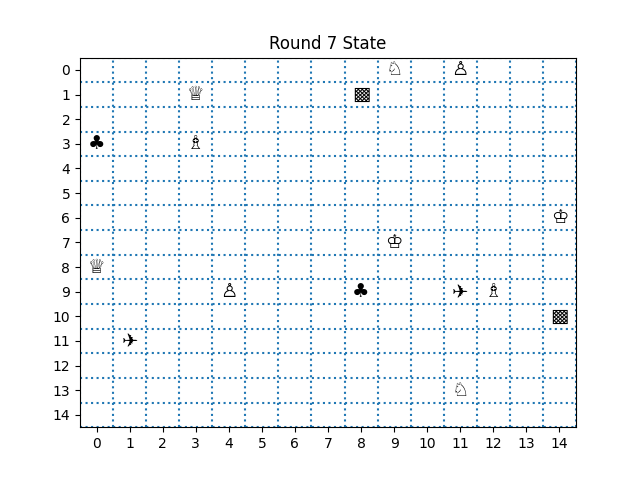 Round 7 State
0 ♘ ♙
1 ♕ ▩
2
3 ♣ ♗
4
5
6 ♔
7 ♔
8 ♕
9 ♙ ♣ ✈ ♗
10 ▩
11 ✈
12
13 ♘
14
0 1 2 3 4 5 6 7 8 9 10 11 12 13 14